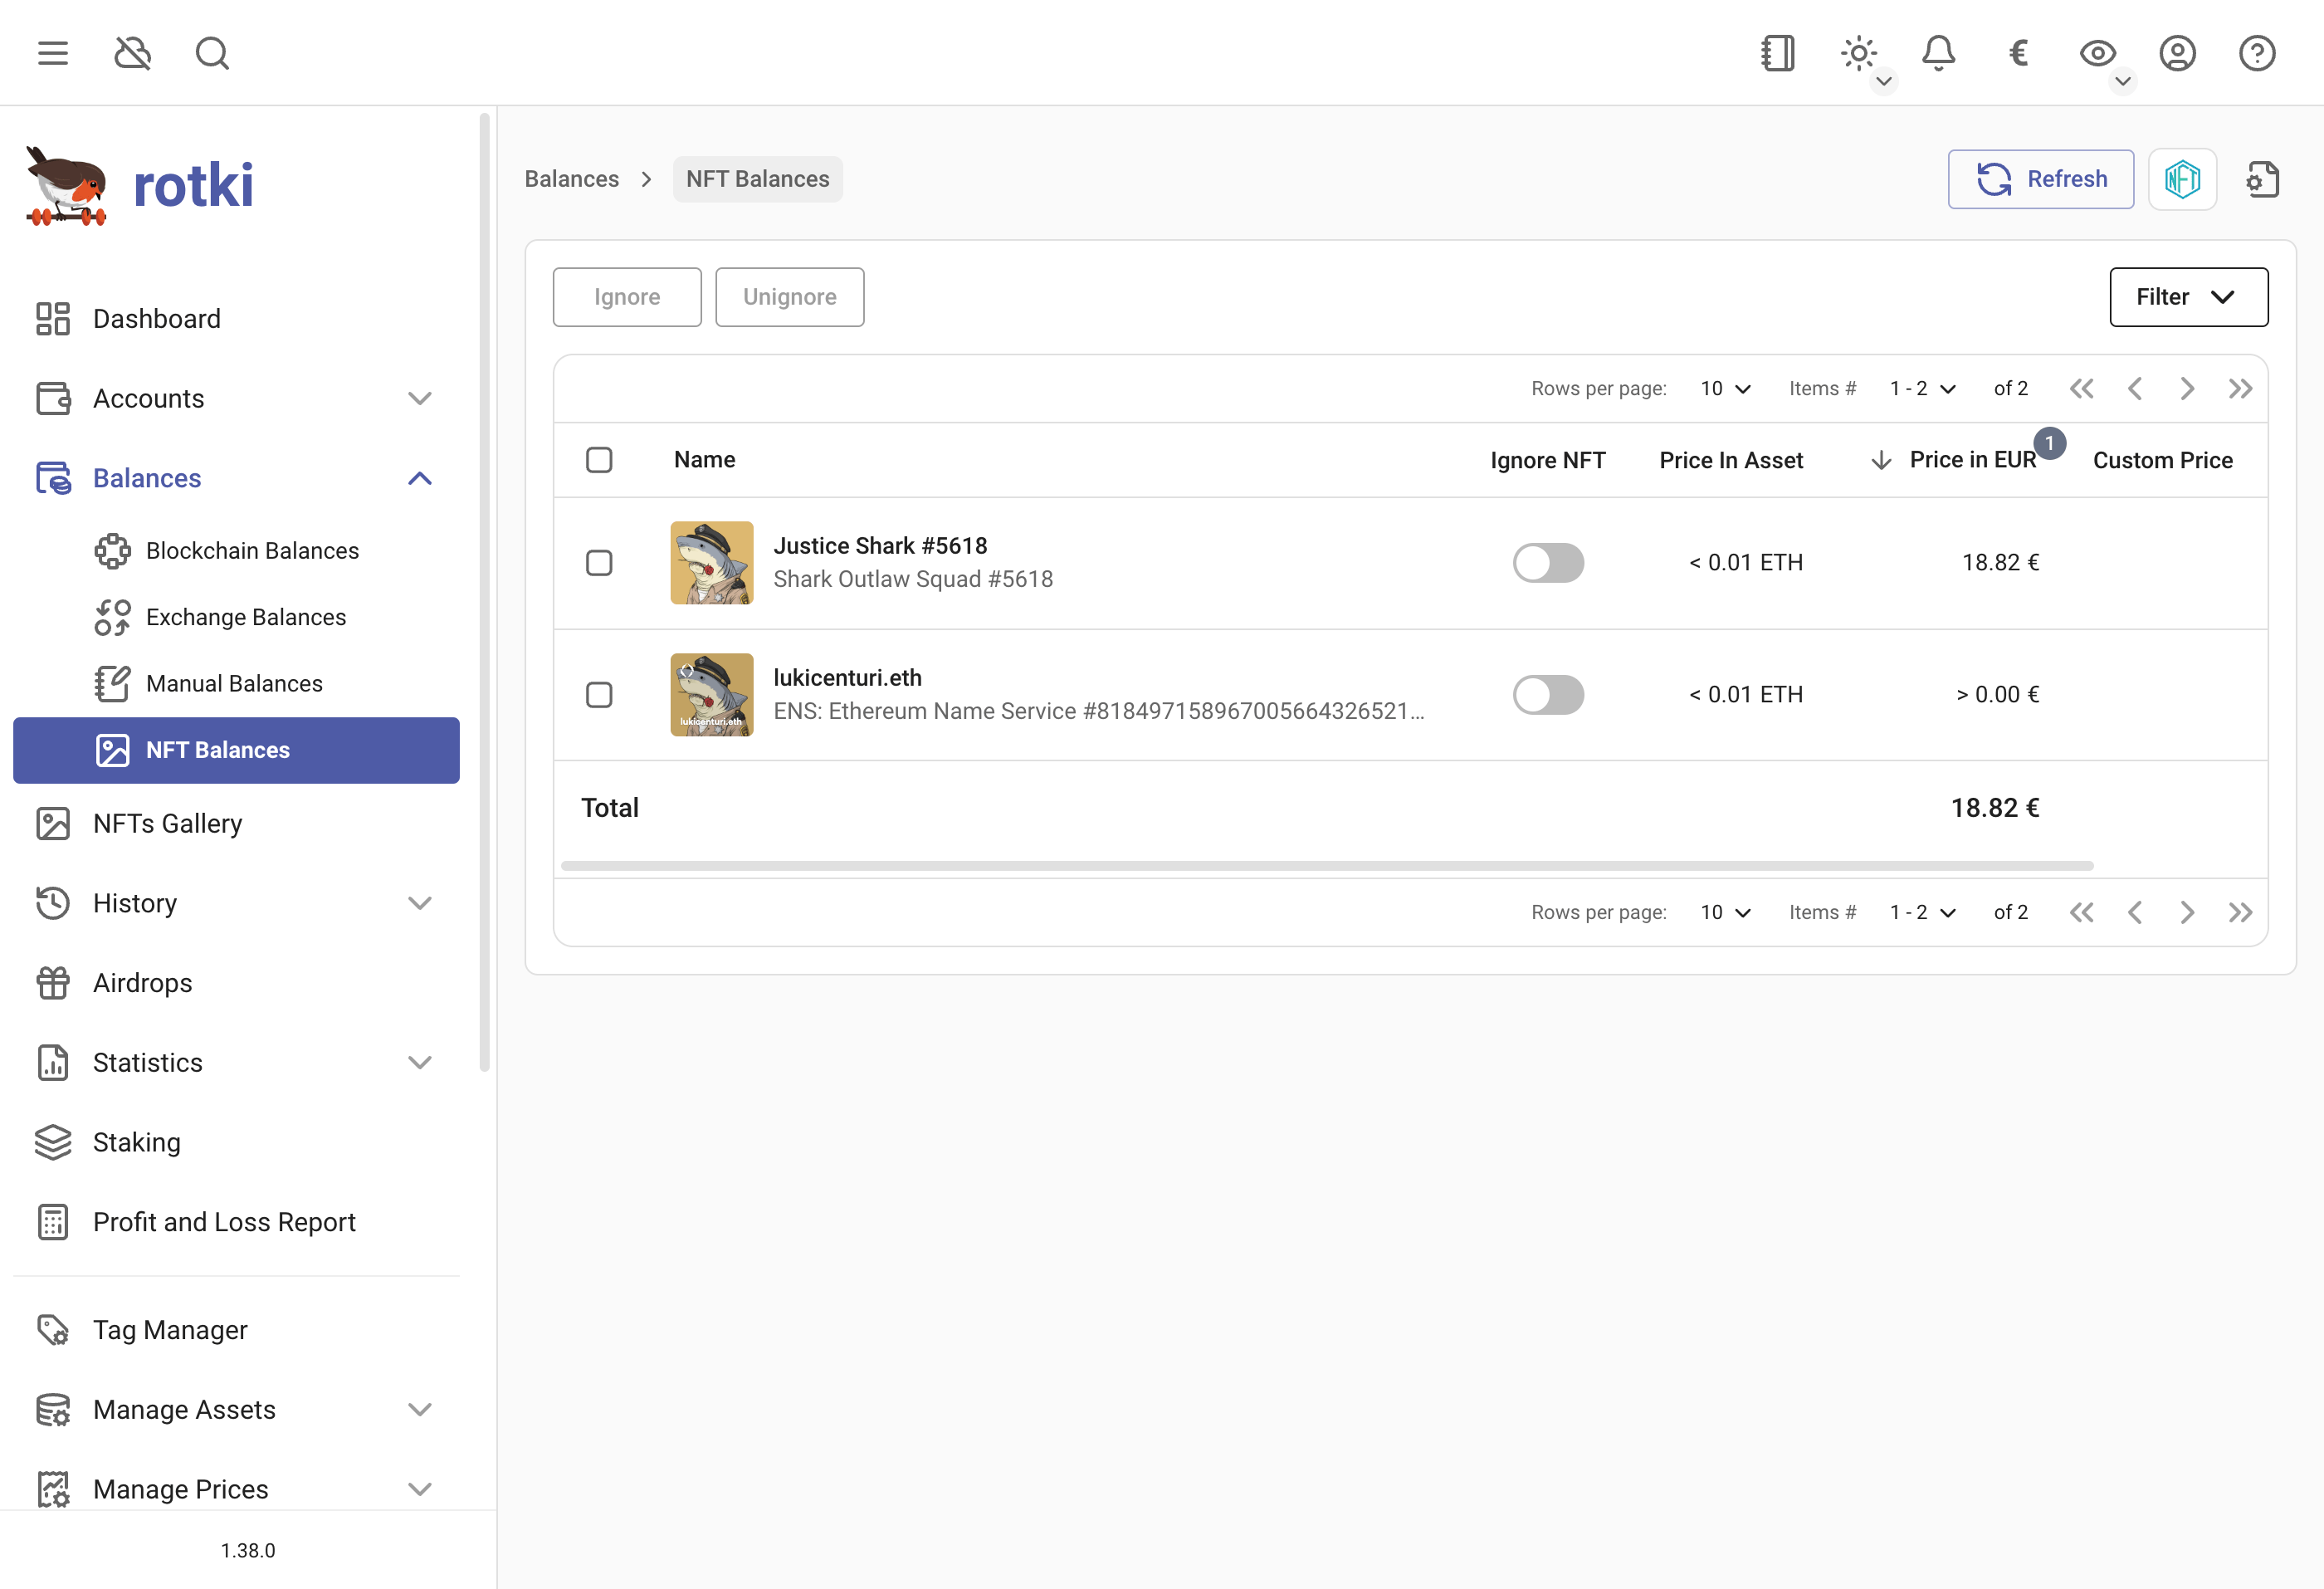 rotki
Dashboard
Accounts
Balances
Blockchain Balances
Exchange Balances
Manual Balances
NFT Balances
NFTs Gallery
History
Airdrops
Statistics
Staking
Profit and Loss Report
Tag Manager
Manage Assets
Manage Prices
1.38.0
Balances NFT Balances
Refresh NFT
Ignore Unignore Filter
Rows per page: 10 Items # 1 - 2 of 2
Name Ignore NFT Price In Asset Price in EUR 1 Custom Price
Justice Shark #5618
Shark Outlaw Squad #5618
< 0.01 ETH 18.82 €
lukicenturi.eth
lukicenturi.eth
ENS: Ethereum Name Service #818497158967005664326521...
< 0.01 ETH > 0.00 €
Total 18.82 €
Rows per page: 10 Items # 1 - 2 of 2